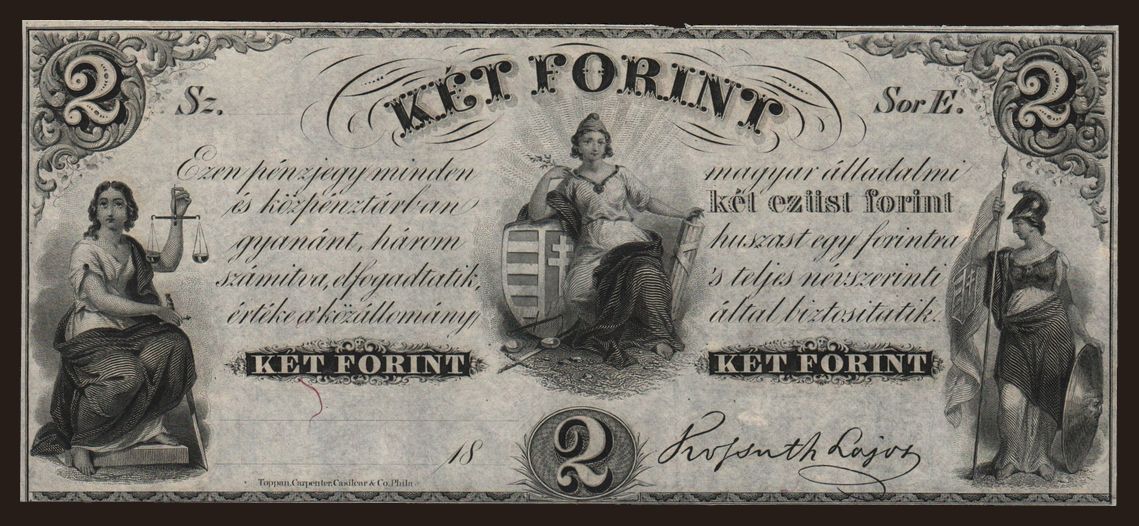 2 Sz. KÉT FORINT Sor E. 2
Ezen pénzjegy minden magyar álladalmi
és közpénztárban két ezüst forint
gyanánt, három huszast egy forintra
számitva, elfogadtatik, 's teljes névszerinti
értéke a' közállomány által biztositatik.
KÉT FORINT KÉT FORINT
18 2 Kossuth Lajos
Toppan, Carpenter, Casilear & Co. Phila